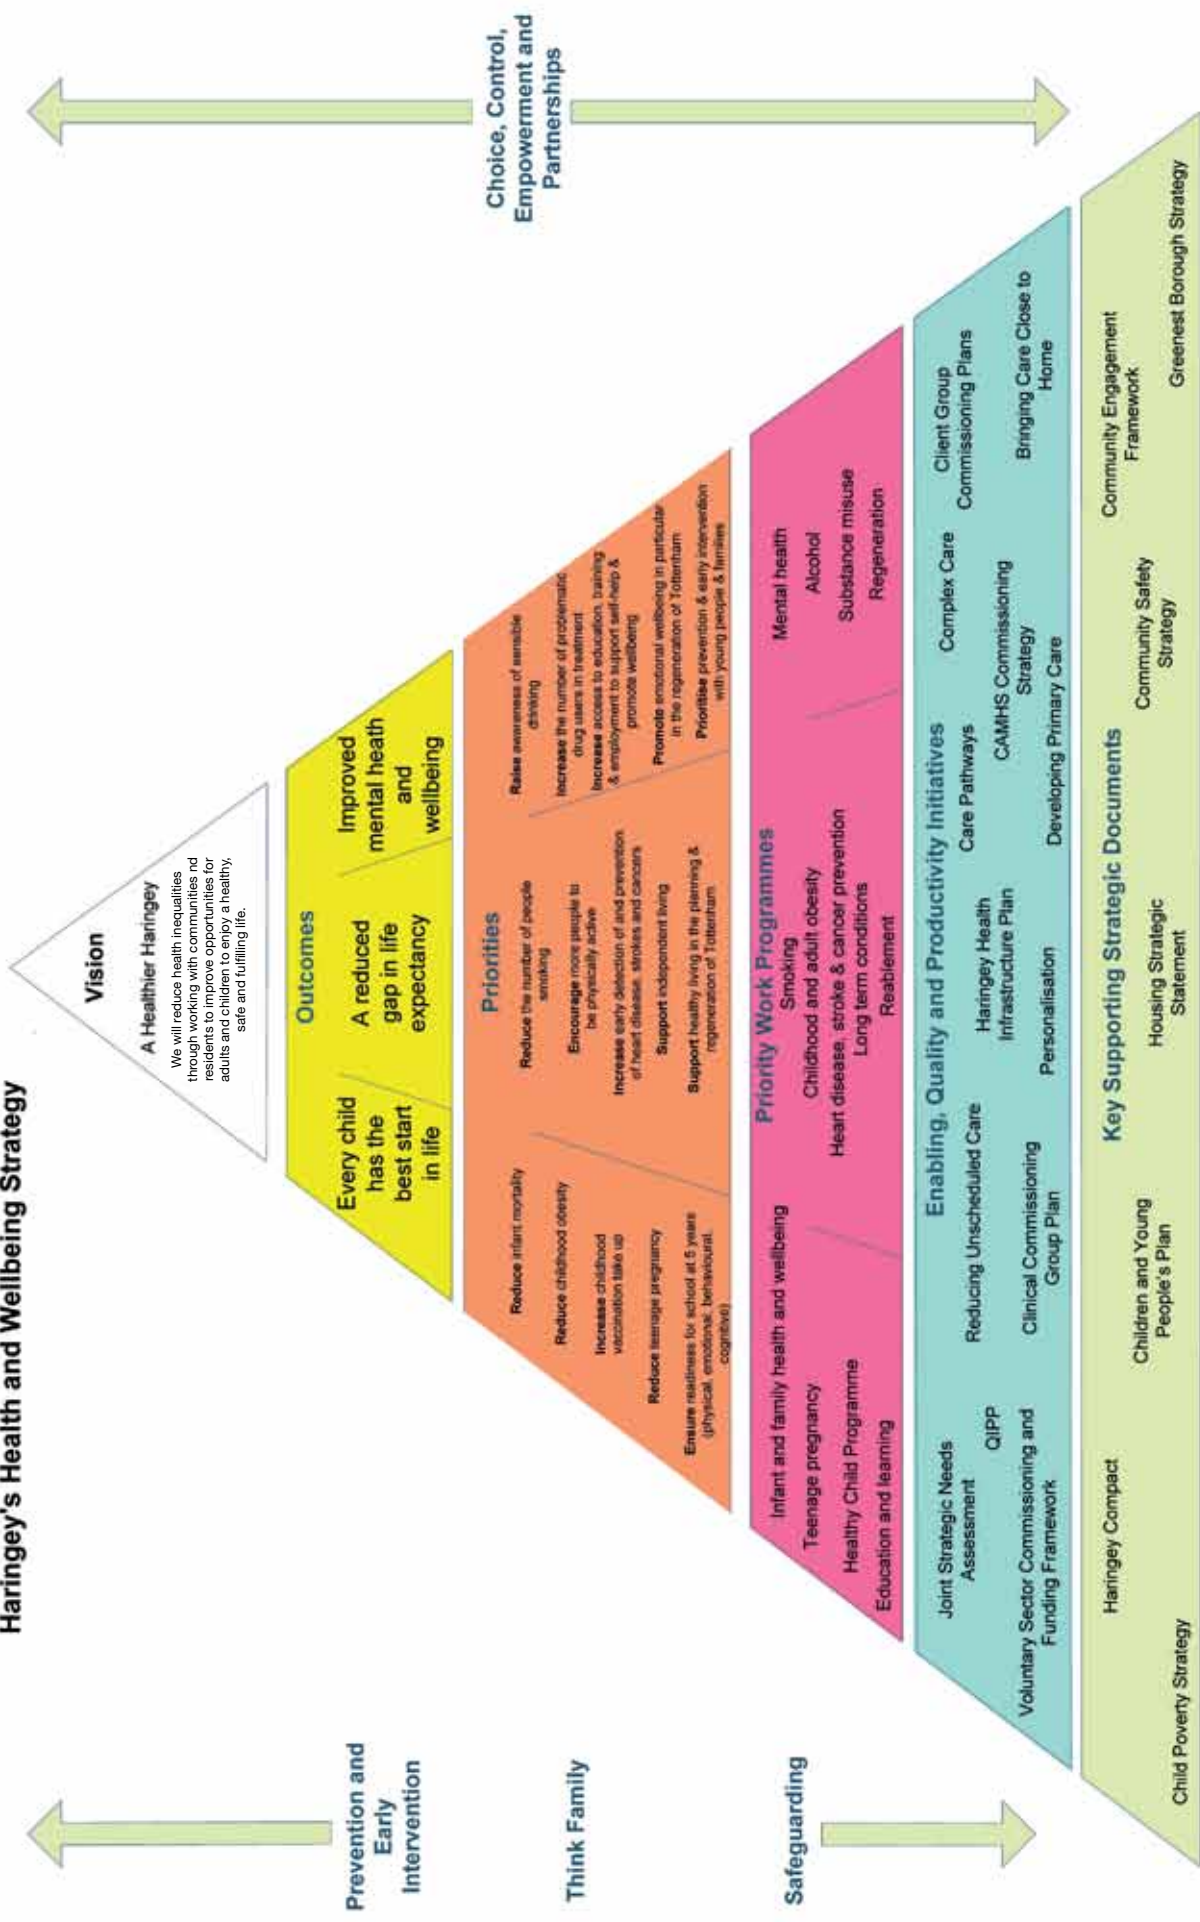 Haringey's Health and Wellbeing Strategy
Vision
A Healthier Haringey
We will reduce health inequalities
through working with communities nd
residents to improve opportunities for
adults and children to enjoy a healthy,
safe and fulfilling life.
Outcomes
Every child
has the
best start
in life
A reduced
gap in life
expectancy
Improved
mental heath
and
wellbeing
Priorities
Reduce infant mortality
Reduce childhood obesity
Increase childhood
vaccination take up
Reduce teenage pregnancy
Ensure readiness for school at 5 years
(physical, emotional, behavioural,
cognitive)
Reduce the number of people
smoking
Encourage more people to
be physically active
Increase early detection of and prevention
of heart disease, strokes and cancers
Support independent living
Support healthy living in the planning &
regeneration of Tottenham
Raise awareness of sensible
drinking
Increase the number of problematic
drug users in treatment
Increase access to education, training
& employment to support self-help &
promote wellbeing
Promote emotional wellbeing in particular
in the regeneration of Tottenham
Prioritise prevention & early intervention
with young people & families
Priority Work Programmes
Infant and family health and wellbeing
Teenage pregnancy
Healthy Child Programme
Education and learning
Smoking
Childhood and adult obesity
Heart disease, stroke & cancer prevention
Long term conditions
Reablement
Mental health
Alcohol
Substance misuse
Regeneration
Enabling, Quality and Productivity Initiatives
Joint Strategic Needs
Assessment
QIPP
Voluntary Sector Commissioning and
Funding Framework
Reducing Unscheduled Care
Clinical Commissioning
Group Plan
Haringey Health
Infrastructure Plan
Personalisation
Care Pathways
CAMHS Commissioning
Strategy
Developing Primary Care
Complex Care
Client Group
Commissioning Plans
Bringing Care Close to
Home
Key Supporting Strategic Documents
Haringey Compact
Child Poverty Strategy
Children and Young
People's Plan
Housing Strategic
Statement
Community Safety
Strategy
Community Engagement
Framework
Greenest Borough Strategy
Prevention and
Early
Intervention
Think Family
Safeguarding
Choice, Control,
Empowerment and
Partnerships